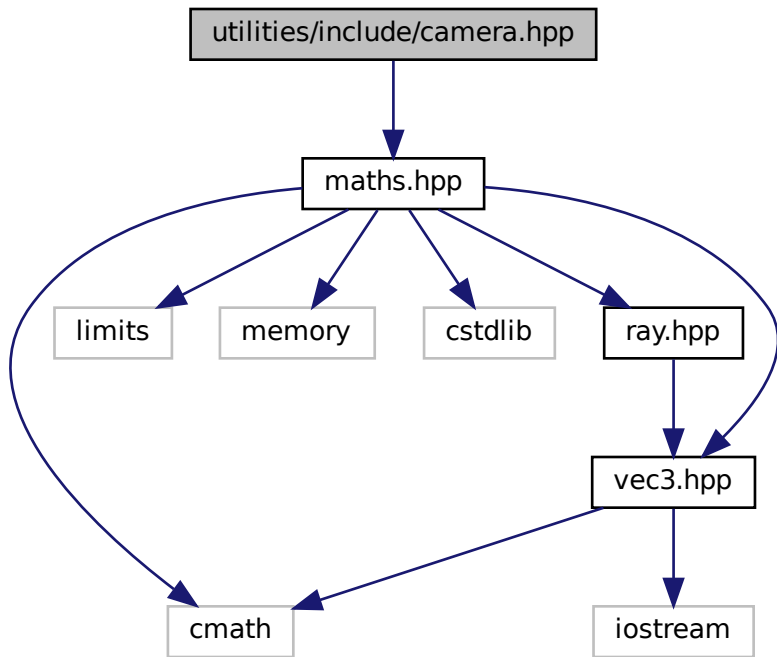 utilities/include/camera.hpp
maths.hpp
limits
memory
cstdlib
ray.hpp
vec3.hpp
cmath
iostream